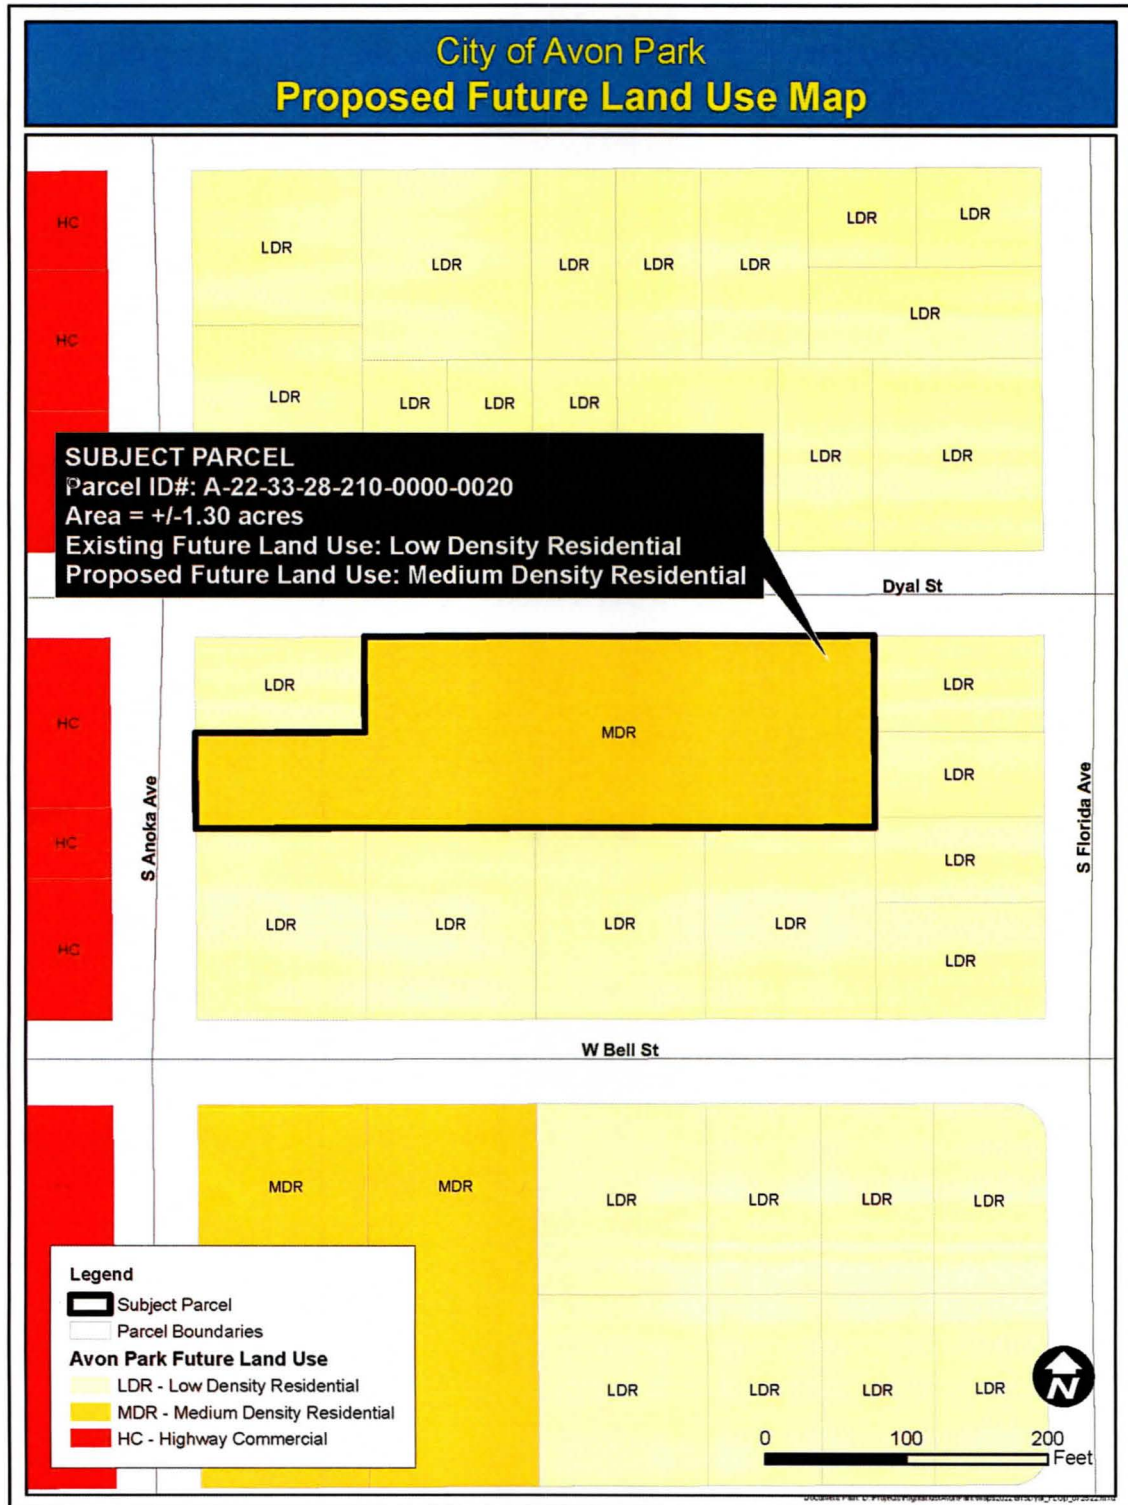 City of Avon Park
Proposed Future Land Use Map
HC
LDR
LDR
LDR
LDR
LDR
LDR
LDR
LDR
HC
LDR
LDR
LDR
LDR
LDR
LDR
SUBJECT PARCEL
Parcel ID#: A-22-33-28-210-0000-0020
Area = +/-1.30 acres
Existing Future Land Use: Low Density Residential
Proposed Future Land Use: Medium Density Residential
Dyal St
LDR
LDR
HC
MDR
LDR
S Anoka Ave
S Florida Ave
HC
LDR
LDR
LDR
LDR
LDR
HC
LDR
W Bell St
MDR
MDR
LDR
LDR
LDR
LDR
Legend
Subject Parcel
Parcel Boundaries
Avon Park Future Land Use
LDR - Low Density Residential
MDR - Medium Density Residential
HC - Highway Commercial
LDR
LDR
LDR
LDR
N
0 100 200
Feet